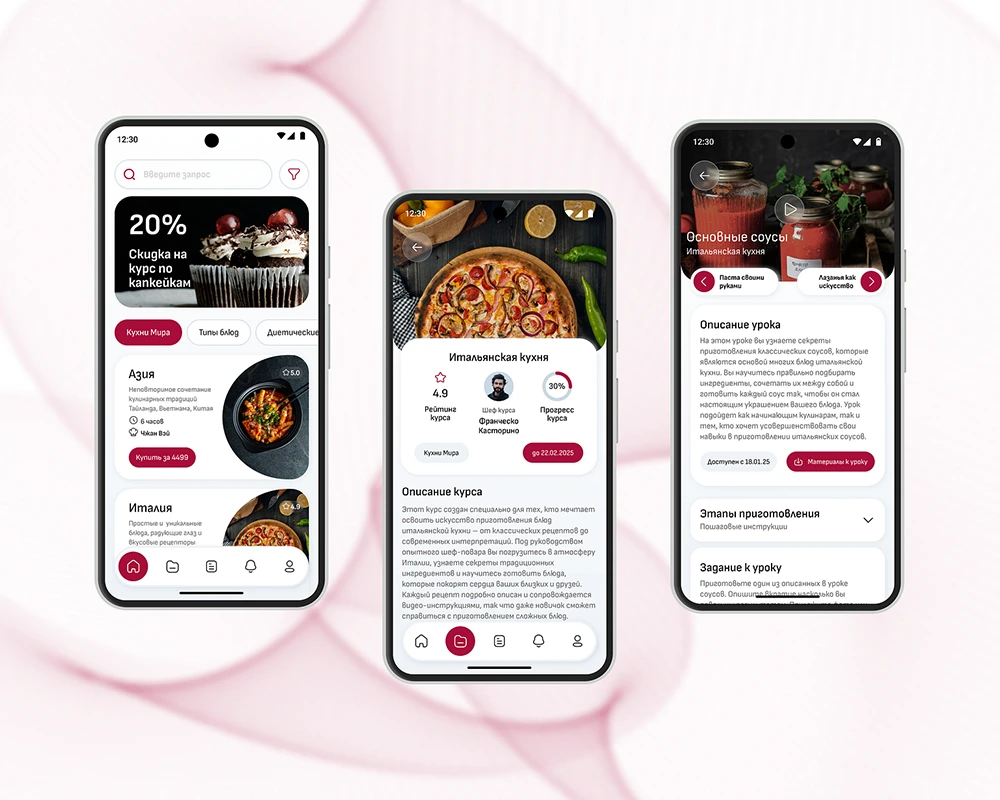 12:30
Введите запрос
20%
Скидка на
курс по
капкейкам
Кухни Мира
Типы блюд
Диетические
Азия
5.0
Неповторимое сочетание
кулинарных традиций
Тайланда, Вьетнама, Китая
6 часов
Чжан Вэй
Купить за 4499
Италия
4.9
Простые и уникальные
блюда, радующие глаз и
вкусовые рецепторы
12:30
Итальянская кухня
4.9
Рейтинг
курса
Шеф курса
Франческо
Касторино
30%
Прогресс
курса
Кухни Мира
до 22.02.2025
Описание курса
Этот курс создан специально для тех, кто мечтает
освоить искусство приготовления блюд
итальянской кухни – от классических рецептов до
современных интерпретаций. Под руководством
опытного шеф-повара вы погрузитесь в атмосферу
Италии, узнаете секреты традиционных
ингредиентов и научитесь готовить блюда,
которые покорят сердца ваших близких и друзей.
Каждый рецепт подробно описан и сопровождается
видео-инструкциями, так что даже новичок сможет
справиться с приготовлением сложных блюд.
12:30
Основные соусы
Итальянская кухня
Паста своими
руками
Лазанья как
искусство
Описание урока
На этом уроке вы узнаете секреты
приготовления классических соусов, которые
являются основой многих блюд итальянской
кухни. Вы научитесь правильно подбирать
ингредиенты, сочетать их между собой и
готовить каждый соус так, чтобы он стал
настоящим украшением вашего блюда. Урок
подойдет как начинающим кулинарам, так и
тем, кто хочет усовершенствовать свои
навыки в приготовлении итальянских соусов.
Доступен с 18.01.25
Материалы к уроку
Этапы приготовления
Пошаговые инструкции
Задание к уроку
Приготовьте один из описанных в уроке
соусов. Опишите вкратце насколько вы